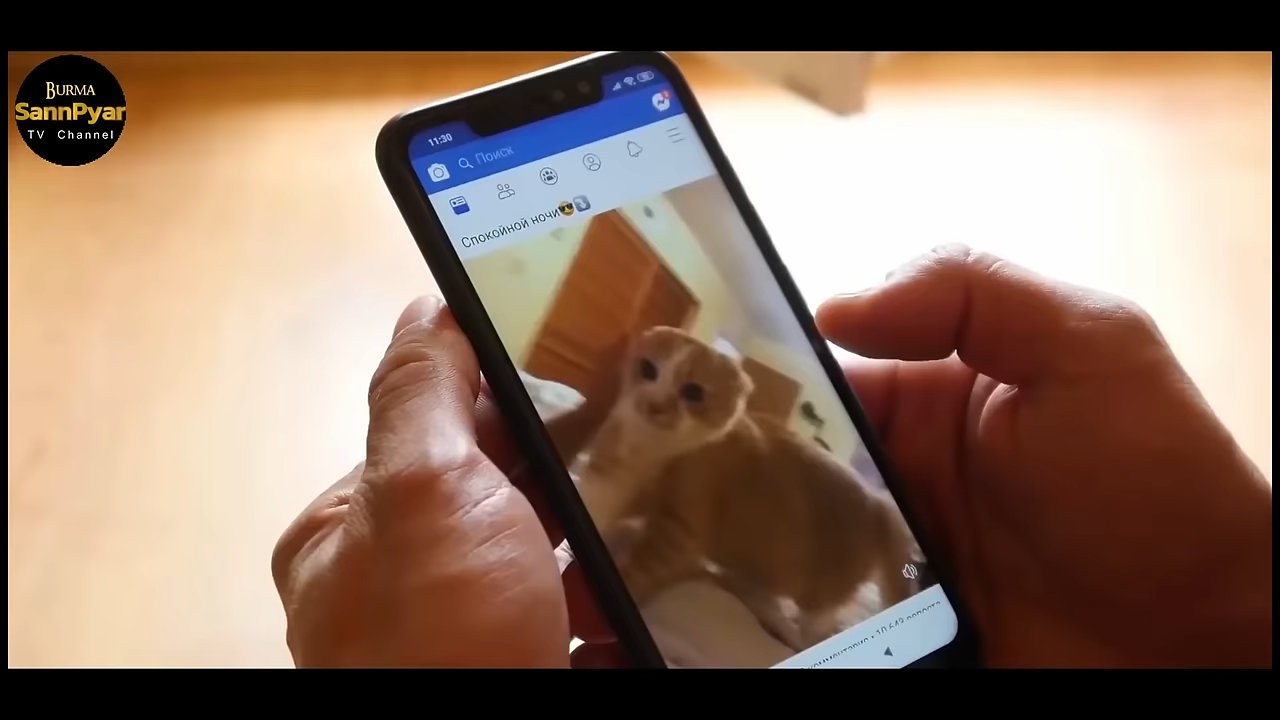 BURMA
SannPyar
TV Channel
11:30
Поиск
Спокойной ночи